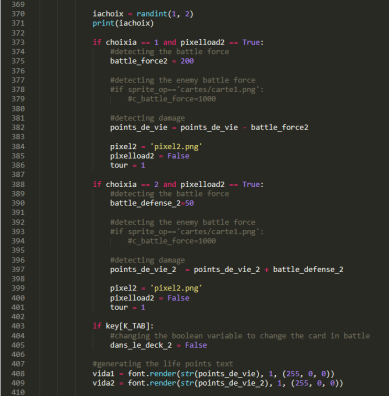 369
370 iachoix = randint(1, 2)
371 print(iachoix)
372
373 if choixia == 1 and pixelload2 == True:
374 #detecting the battle force
375 battle_force2 = 200
376
377 #detecting the enemy battle force
378 #if sprite_op=='cartes/carte1.png':
379 #c_battle_force=1000
380
381 #detecting damage
382 points_de_vie = points_de_vie - battle_force2
383
384 pixel2 = 'pixel2.png'
385 pixelload2 = False
386 tour = 1
387
388 if choixia == 2 and pixelload2 == True:
389 #detecting the battle force
390 battle_defense_2=50
391
392 #detecting the enemy battle force
393 #if sprite_op=='cartes/carte1.png':
394 #c_battle_force=1000
395
396 #detecting damage
397 points_de_vie_2 = points_de_vie_2 + battle_defense_2
398
399 pixel2 = 'pixel2.png'
400 pixelload2 = False
401 tour = 1
402
403 if key[K_TAB]:
404 #changing the boolean variable to change the card in battle
405 dans_le_deck_2 = False
406
407 #generating the life points text
408 vida1 = font.render(str(points_de_vie), 1, (255, 0, 0))
409 vida2 = font.render(str(points_de_vie_2), 1, (255, 0, 0))
410